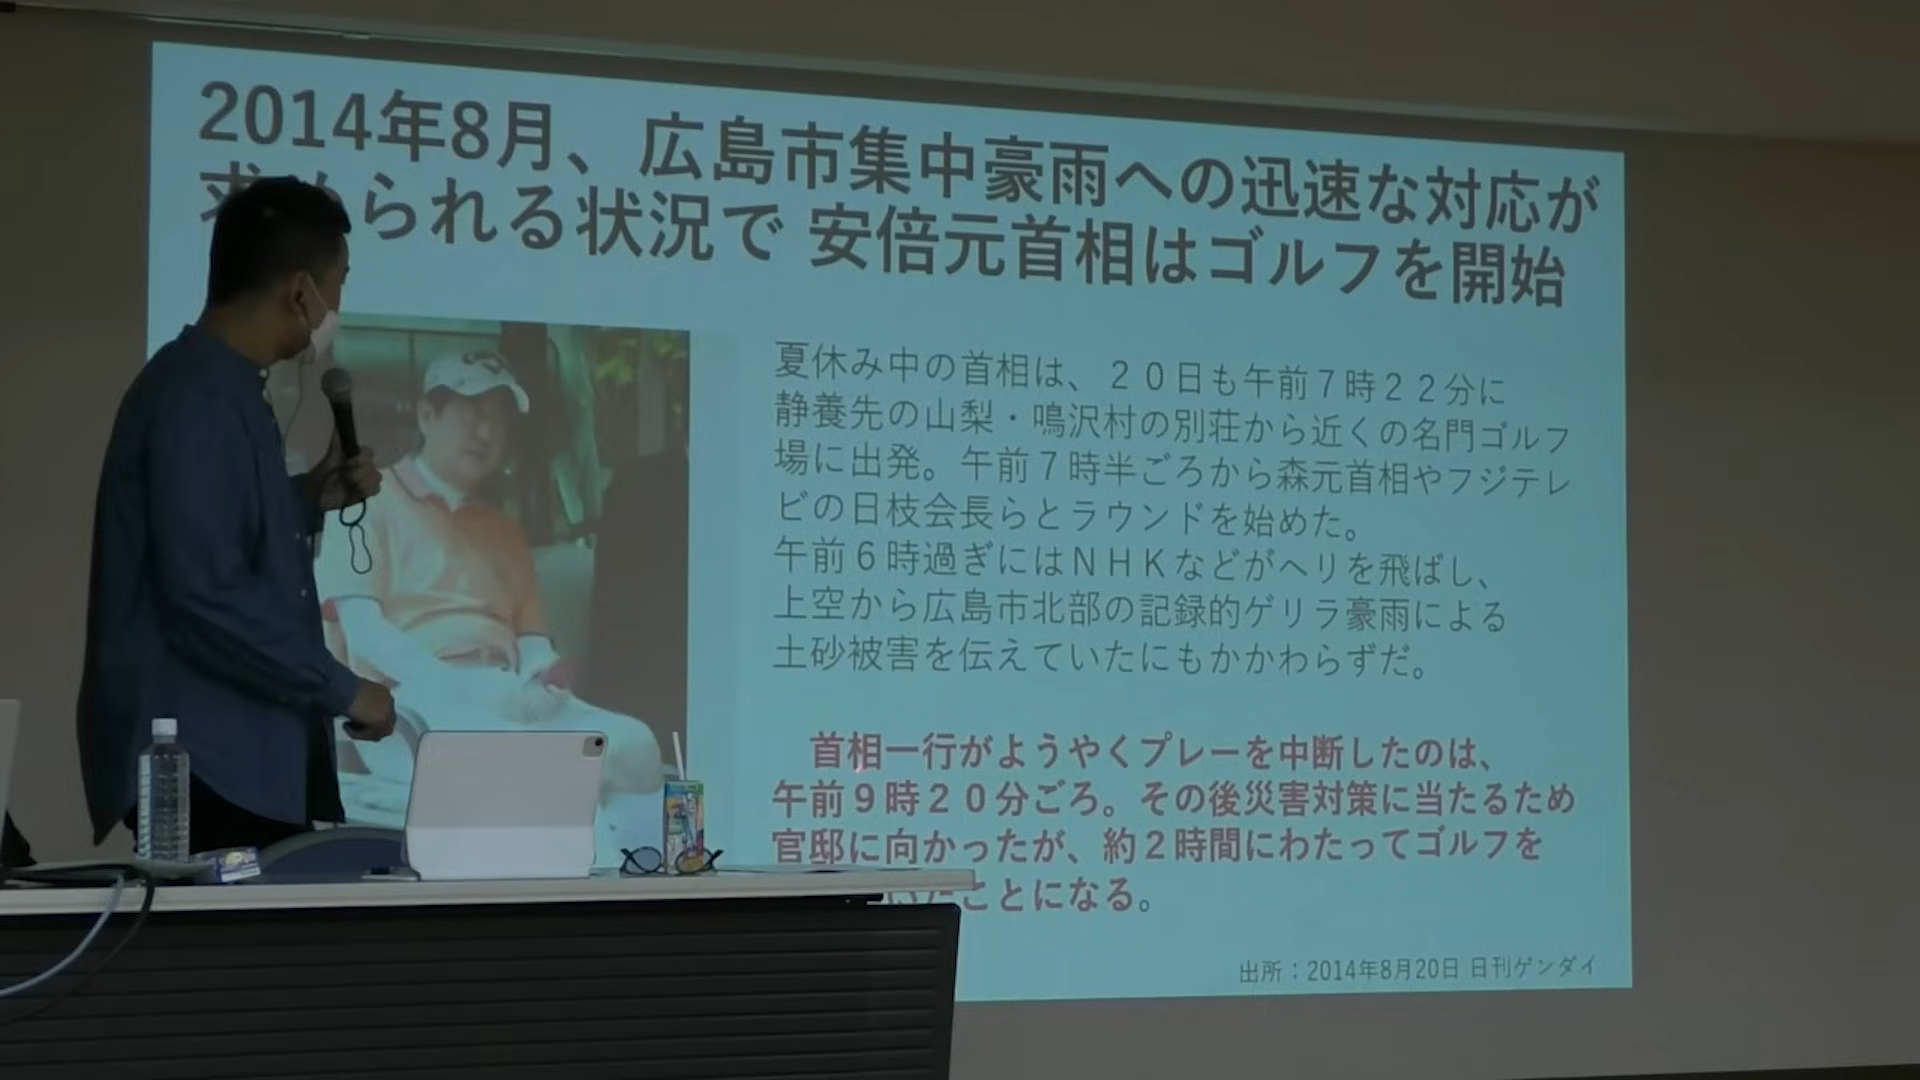 2014年8月、広島市集中豪雨への迅速な対応が
求められる状況で 安倍元首相はゴルフを開始
夏休み中の首相は、２０日も午前７時２２分に
静養先の山梨・鳴沢村の別荘から近くの名門ゴルフ
場に出発。午前７時半ごろから森元首相やフジテレ
ビの日枝会長らとラウンドを始めた。
午前６時過ぎにはＮＨＫなどがヘリを飛ばし、
上空から広島市北部の記録的ゲリラ豪雨による
土砂被害を伝えていたにもかかわらずだ。
首相一行がようやくプレーを中断したのは、
午前９時２０分ごろ。その後災害対策に当たるため
官邸に向かったが、約２時間にわたってゴルフを
いたことになる。
出所：2014年8月20日 日刊ゲンダイ